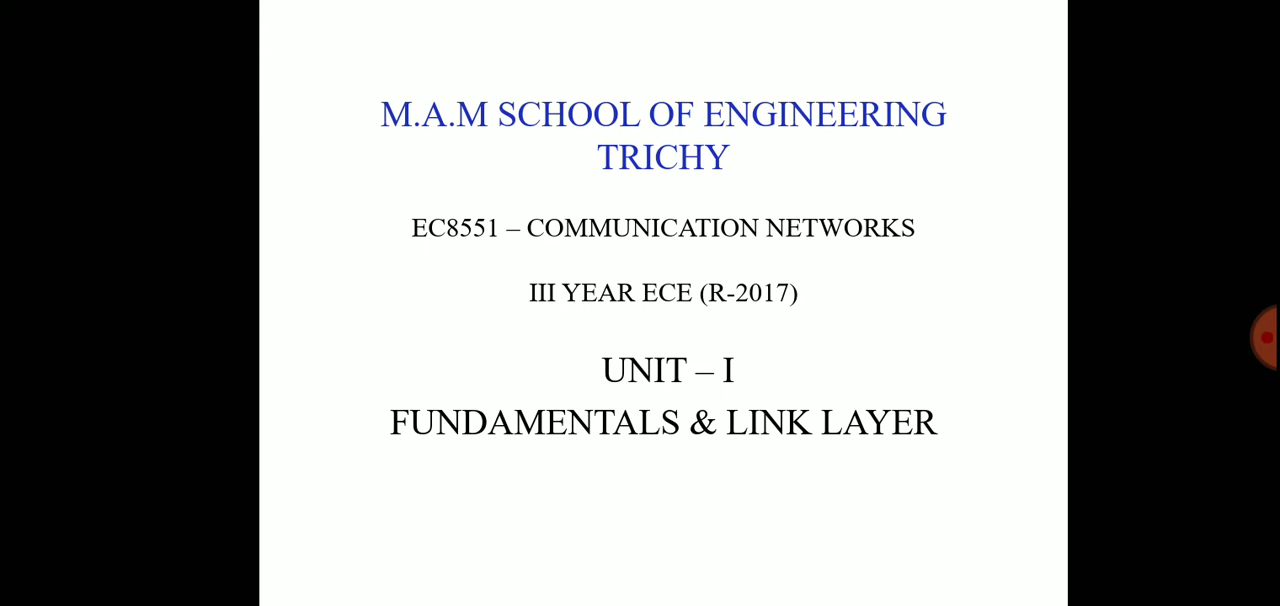 M.A.M SCHOOL OF ENGINEERING
TRICHY
EC8551 – COMMUNICATION NETWORKS
III YEAR ECE (R-2017)
UNIT – I
FUNDAMENTALS & LINK LAYER